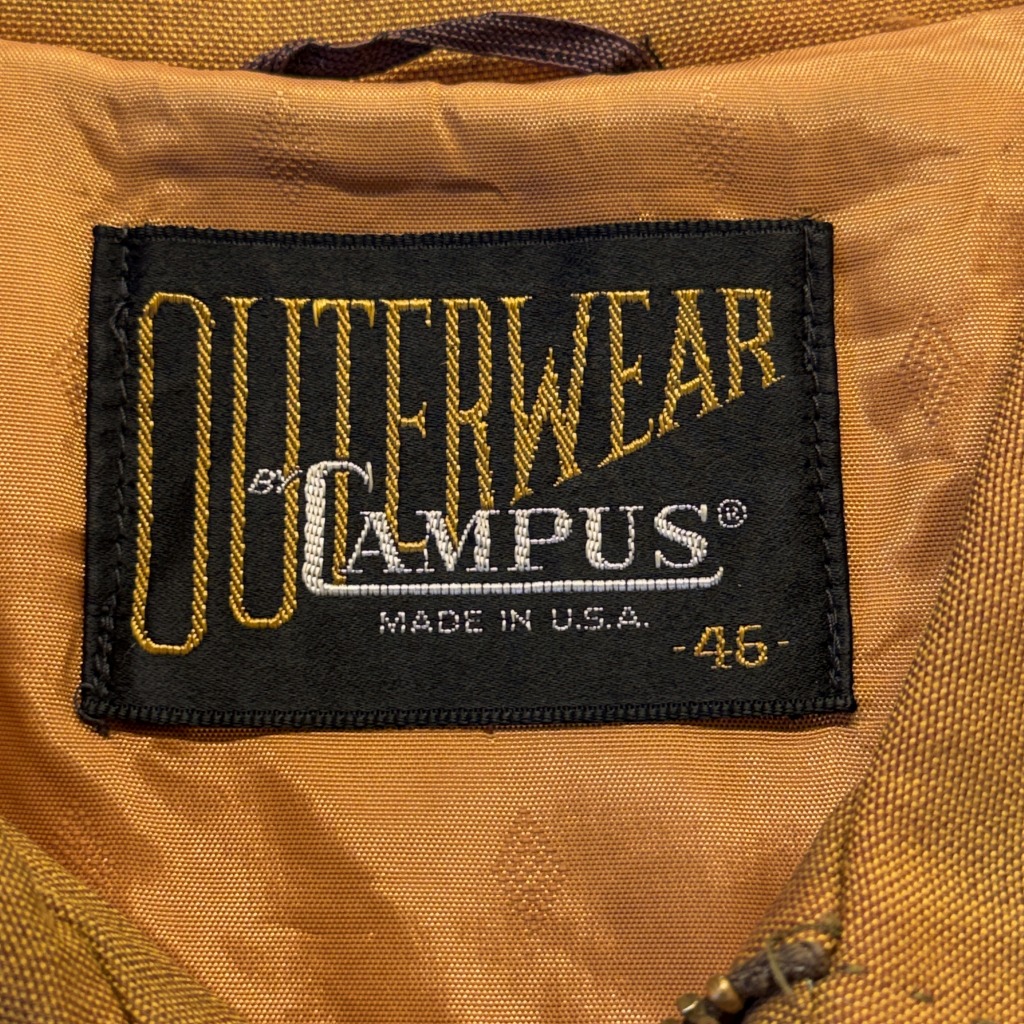 OUTERWEAR
BY CAMPUS®
MADE IN U.S.A.
-46-